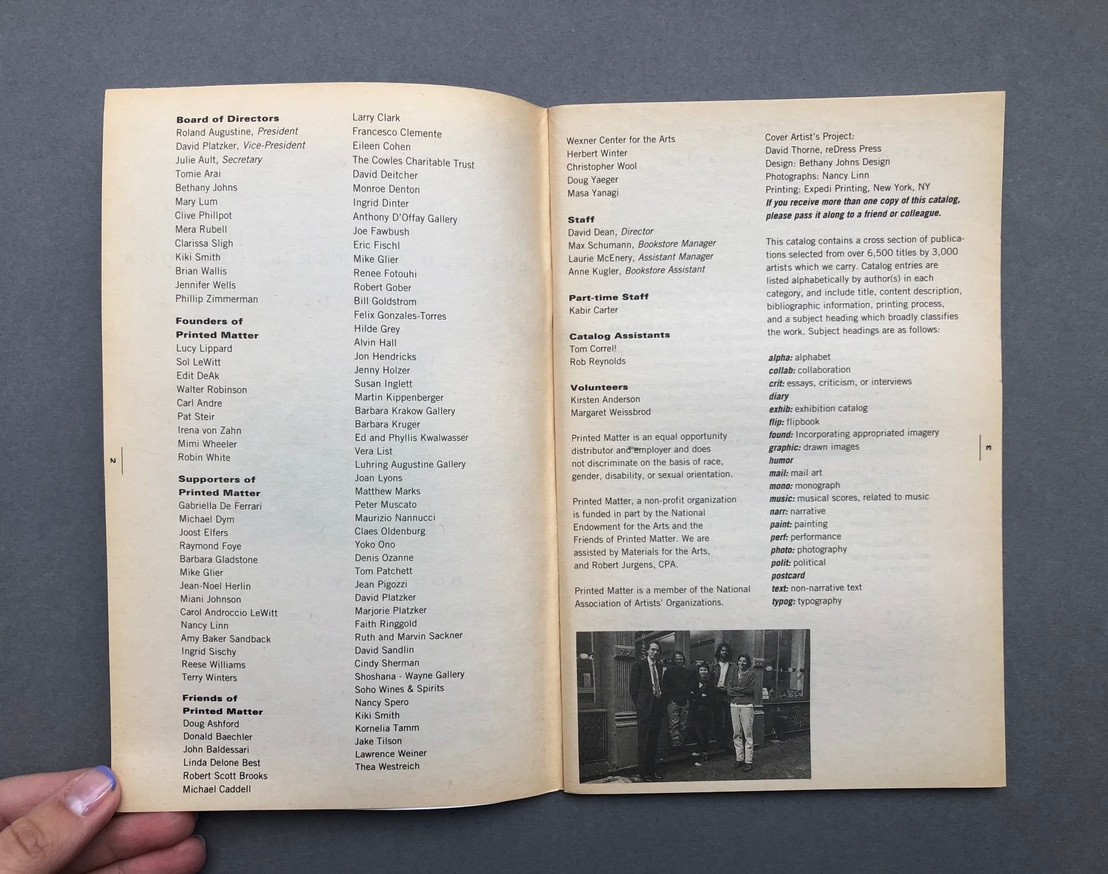 Board of Directors
Roland Augustine, President
David Platzker, Vice-President
Julie Ault, Secretary
Tomie Arai
Bethany Johns
Mary Lum
Clive Phillpot
Mera Rubell
Clarissa Sligh
Kiki Smith
Brian Wallis
Jennifer Wells
Phillip Zimmerman
Founders of
Printed Matter
Lucy Lippard
Sol LeWitt
Edit DeAk
Walter Robinson
Carl Andre
Pat Steir
Irena von Zahn
Mimi Wheeler
Robin White
Supporters of
Printed Matter
Gabriella De Ferrari
Michael Dym
Joost Elfers
Raymond Foye
Barbara Gladstone
Mike Glier
Jean-Noel Herlin
Miani Johnson
Carol Androccio LeWitt
Nancy Linn
Amy Baker Sandback
Ingrid Sischy
Reese Williams
Terry Winters
Friends of
Printed Matter
Doug Ashford
Donald Baechler
John Baldessari
Linda Delone Best
Robert Scott Brooks
Michael Caddell
Larry Clark
Francesco Clemente
Eileen Cohen
The Cowles Charitable Trust
David Deitcher
Monroe Denton
Ingrid Dinter
Anthony D'Offay Gallery
Joe Fawbush
Eric Fischl
Mike Glier
Renee Fotouhi
Robert Gober
Bill Goldstrom
Felix Gonzales-Torres
Hilde Grey
Alvin Hall
Jon Hendricks
Jenny Holzer
Susan Inglett
Martin Kippenberger
Barbara Krakow Gallery
Barbara Kruger
Ed and Phyllis Kwalwasser
Vera List
Luhring Augustine Gallery
Joan Lyons
Matthew Marks
Peter Muscato
Maurizio Nannucci
Claes Oldenburg
Yoko Ono
Denis Ozanne
Tom Patchett
Jean Pigozzi
David Platzker
Marjorie Platzker
Faith Ringgold
Ruth and Marvin Sackner
David Sandlin
Cindy Sherman
Shoshana - Wayne Gallery
Soho Wines & Spirits
Nancy Spero
Kiki Smith
Kornelia Tamm
Jake Tilson
Lawrence Weiner
Thea Westreich
2
Wexner Center for the Arts
Herbert Winter
Christopher Wool
Doug Yaeger
Masa Yanagi
Staff
David Dean, Director
Max Schumann, Bookstore Manager
Laurie McEnery, Assistant Manager
Anne Kugler, Bookstore Assistant
Part-time Staff
Kabir Carter
Catalog Assistants
Tom Correll
Rob Reynolds
Volunteers
Kirsten Anderson
Margaret Weissbrod
Printed Matter is an equal opportunity
distributor and employer and does
not discriminate on the basis of race,
gender, disability, or sexual orientation.
Printed Matter, a non-profit organization
is funded in part by the National
Endowment for the Arts and the
Friends of Printed Matter. We are
assisted by Materials for the Arts,
and Robert Jurgens, CPA.
Printed Matter is a member of the National
Association of Artists' Organizations.
Cover Artist's Project:
David Thorne, reDress Press
Design: Bethany Johns Design
Photographs: Nancy Linn
Printing: Expedi Printing, New York, NY
If you receive more than one copy of this catalog,
please pass it along to a friend or colleague.
This catalog contains a cross section of publica-
tions selected from over 6,500 titles by 3,000
artists which we carry. Catalog entries are
listed alphabetically by author(s) in each
category, and include title, content description,
bibliographic information, printing process,
and a subject heading which broadly classifies
the work. Subject headings are as follows:
alpha: alphabet
collab: collaboration
crit: essays, criticism, or interviews
diary
exhib: exhibition catalog
flip: flipbook
found: Incorporating appropriated imagery
graphic: drawn images
humor
mail: mail art
mono: monograph
music: musical scores, related to music
narr: narrative
paint: painting
perf: performance
photo: photography
polit: political
postcard
text: non-narrative text
typog: typography
3